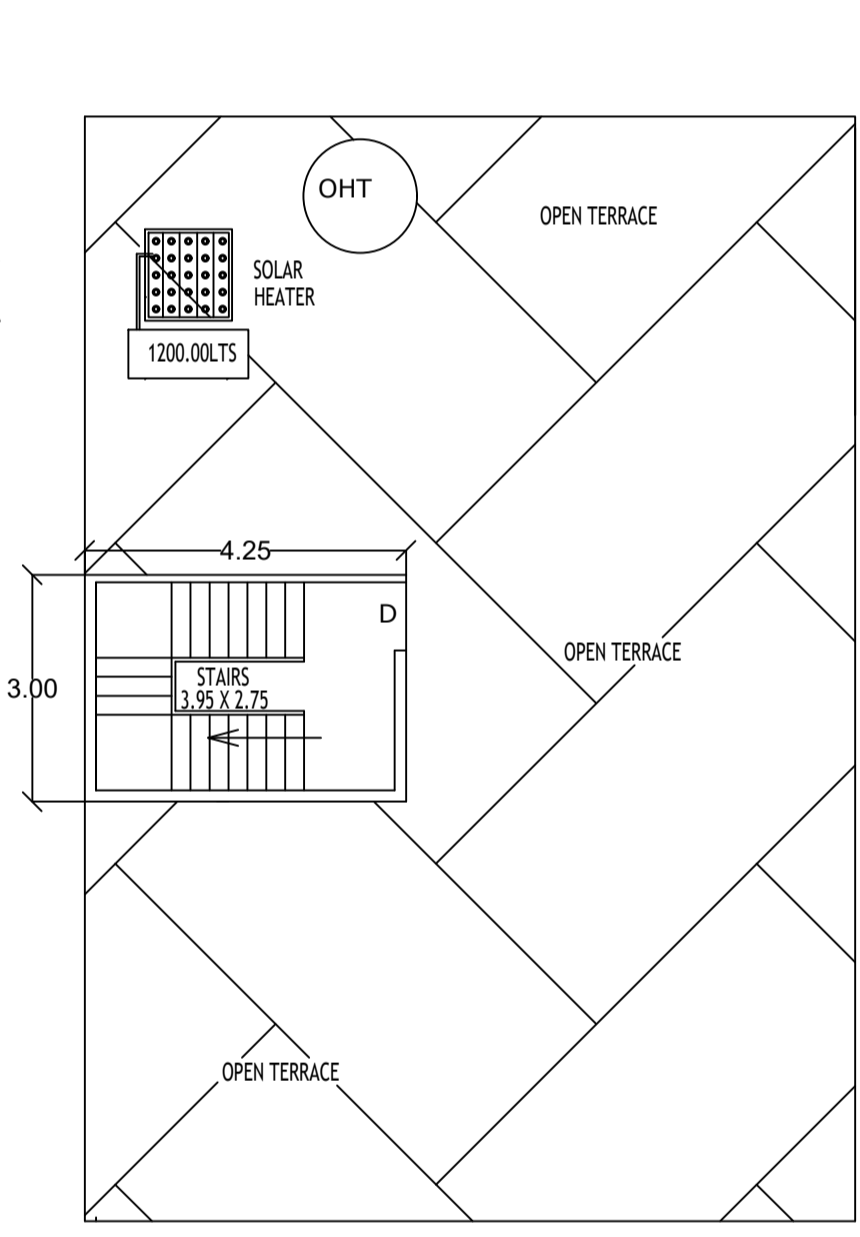 OHT
OPEN TERRACE
SOLAR
HEATER
1200.00LTS
4.25
D
OPEN TERRACE
STAIRS
3.95 X 2.75
3.00
OPEN TERRACE